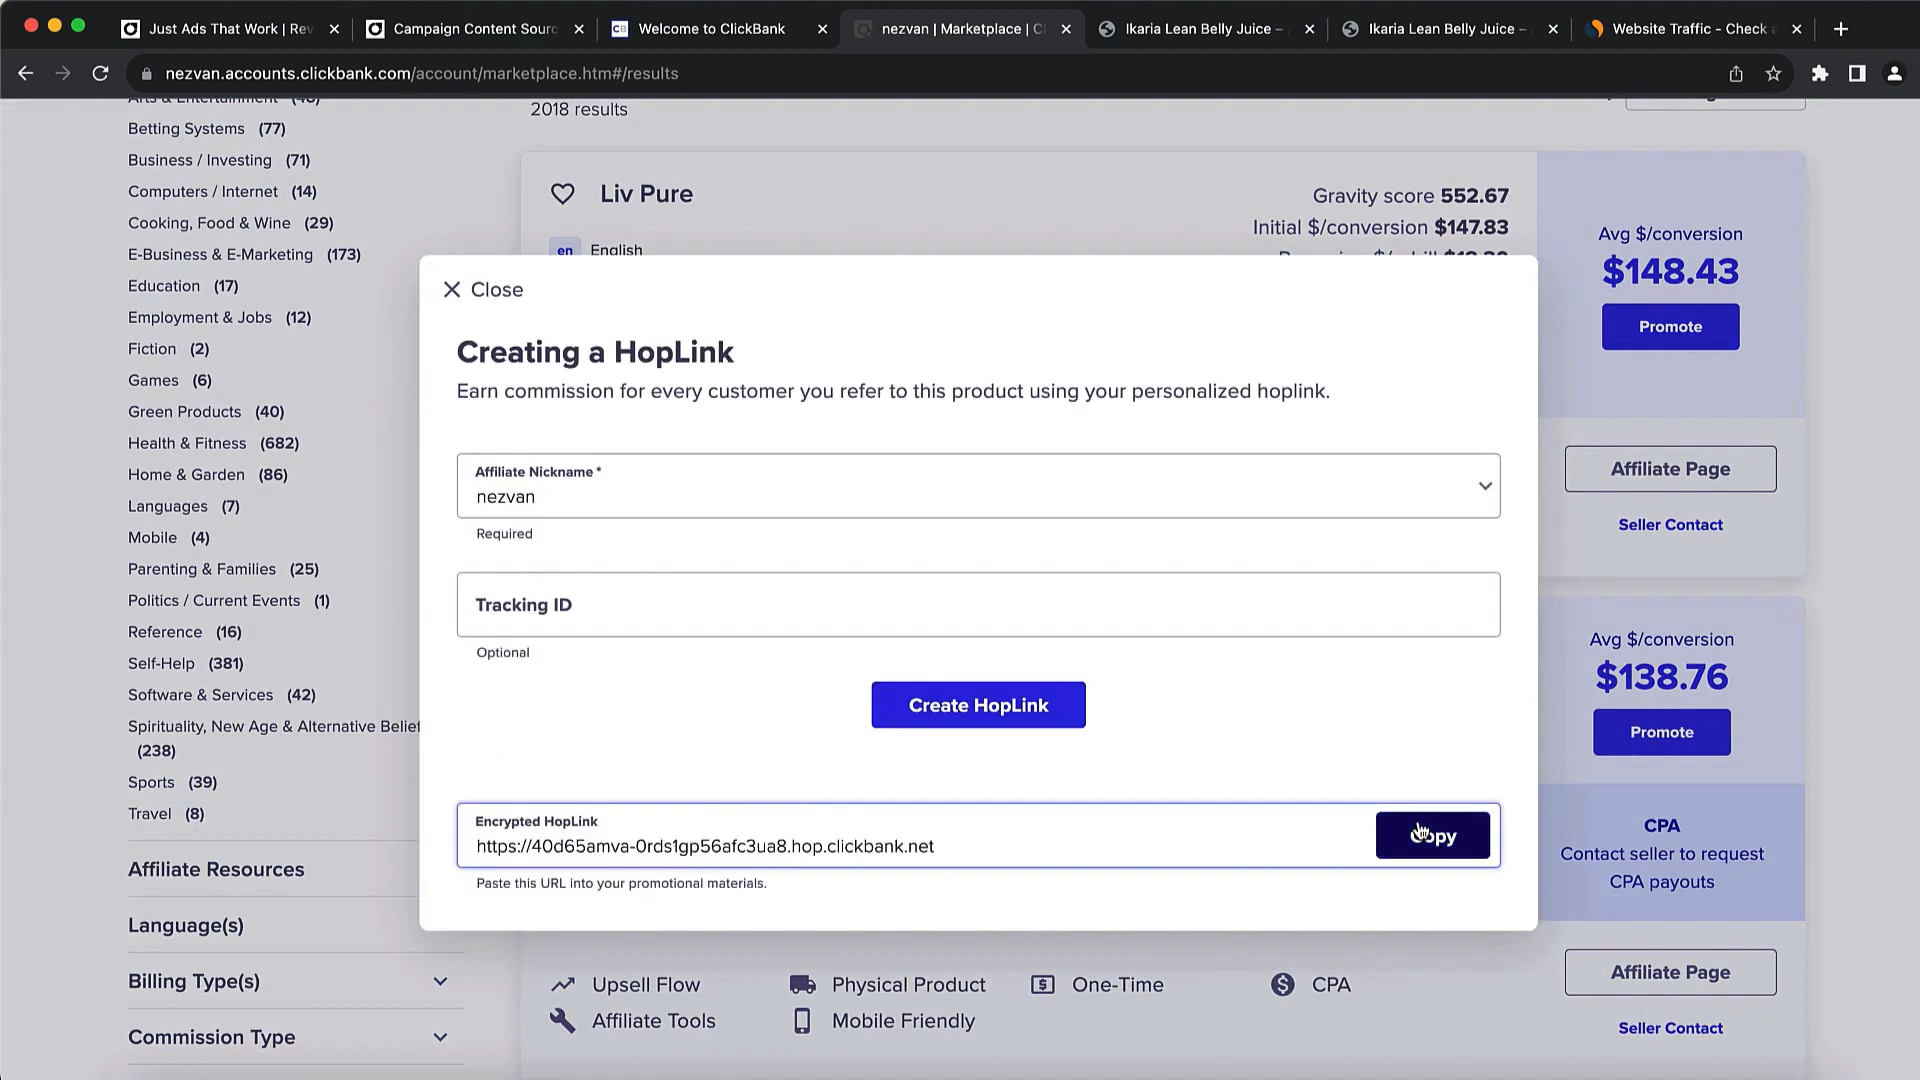 Just Ads That Work | Rev
Campaign Content Sourc
CB
Welcome to ClickBank
nezvan | Marketplace | Cl
Ikaria Lean Belly Juice –
Ikaria Lean Belly Juice –
Website Traffic - Check
nezvan.accounts.clickbank.com/account/marketplace.htm#/results
Arts & Entertainment
Betting Systems (77)
Business / Investing (71)
Computers / Internet (14)
Cooking, Food & Wine (29)
E-Business & E-Marketing (173)
Education (17)
Employment & Jobs (12)
Fiction (2)
Games (6)
Green Products (40)
Health & Fitness (682)
Home & Garden (86)
Languages (7)
Mobile (4)
Parenting & Families (25)
Politics / Current Events (1)
Reference (16)
Self-Help (381)
Software & Services (42)
Spirituality, New Age & Alternative Belief
(238)
Sports (39)
Travel (8)
Affiliate Resources
Language(s)
Billing Type(s)
Commission Type
2018 results
Liv Pure
en English
Gravity score 552.67
Initial $/conversion $147.83
Avg $/conversion
$148.43
Promote
Affiliate Page
Seller Contact
Close
Creating a HopLink
Earn commission for every customer you refer to this product using your personalized hoplink.
Affiliate Nickname *
nezvan
Required
Tracking ID
Optional
Create HopLink
Encrypted HopLink
https://40d65amva-0rds1gp56afc3ua8.hop.clickbank.net
Copy
Paste this URL into your promotional materials.
Avg $/conversion
$138.76
Promote
CPA
Contact seller to request
CPA payouts
Affiliate Page
Seller Contact
Upsell Flow
Physical Product
One-Time
CPA
Affiliate Tools
Mobile Friendly